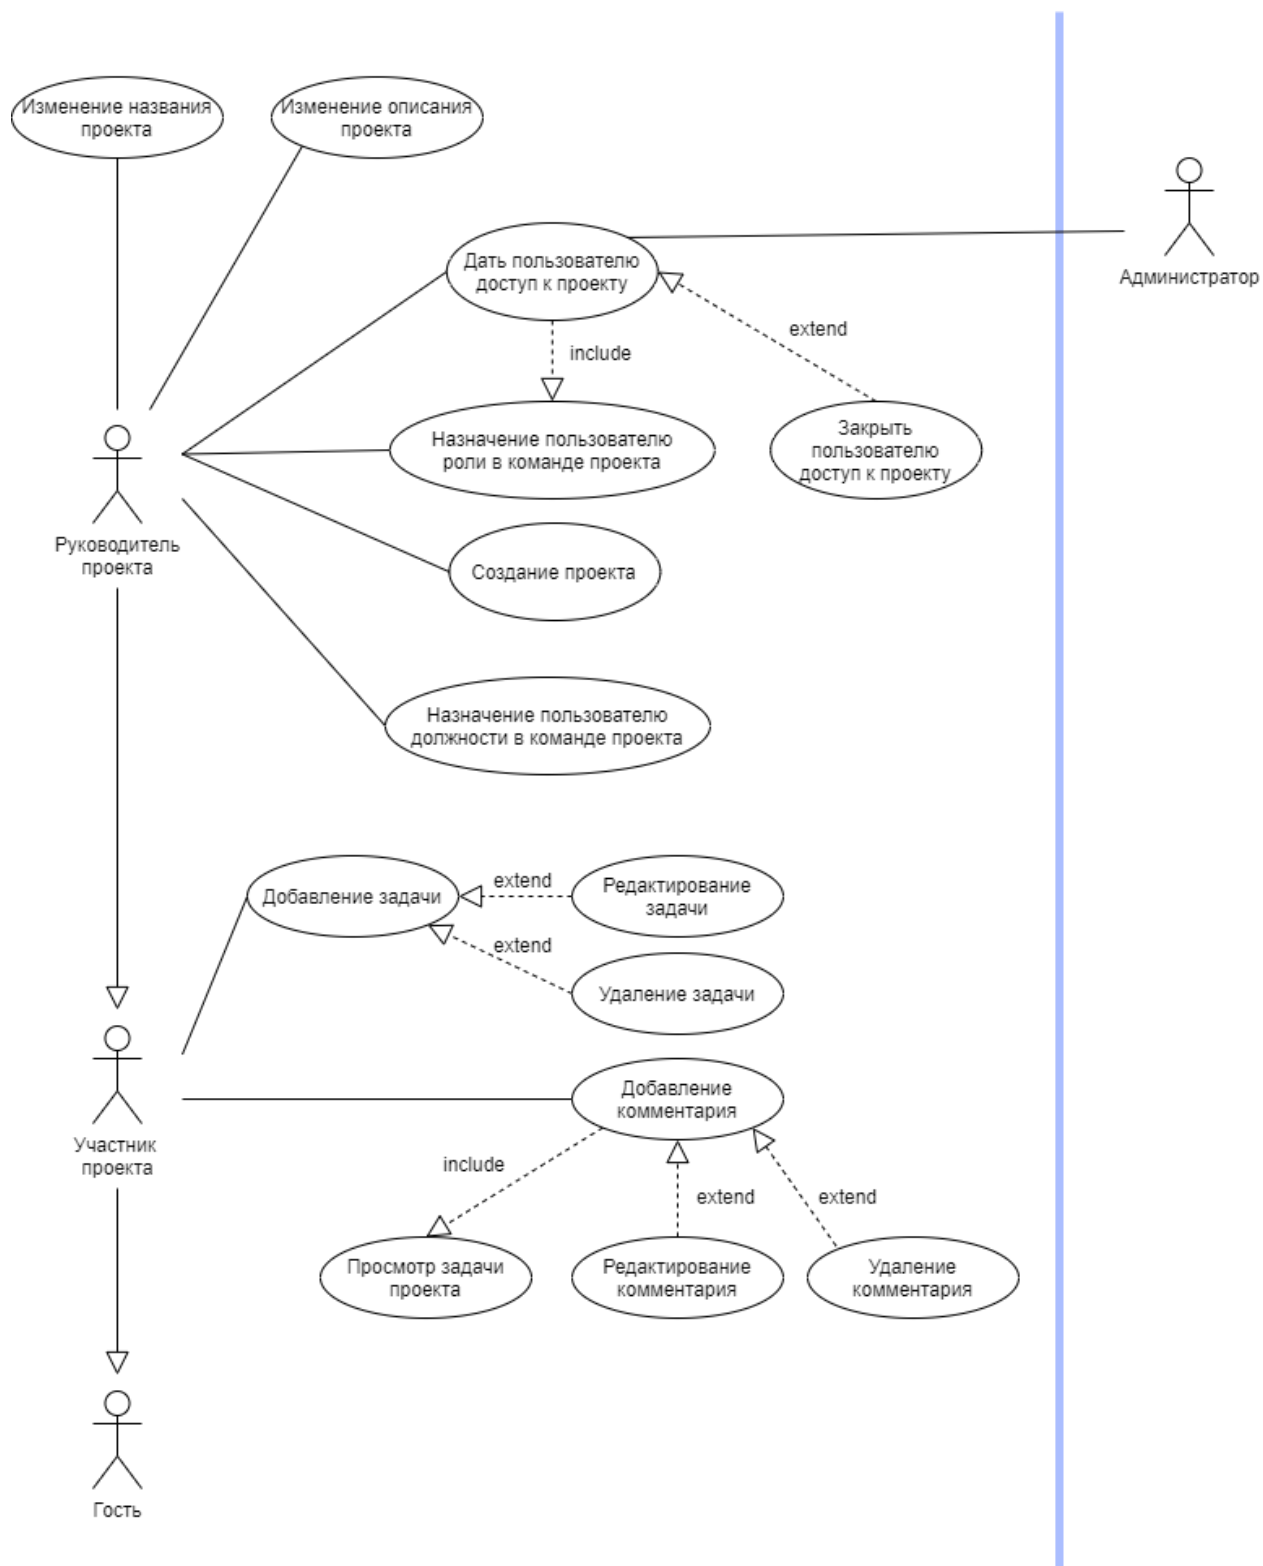 Изменение названия
проекта
Изменение описания
проекта
Администратор
Дать пользователю
доступ к проекту
extend
include
Назначение пользователю
роли в команде проекта
Закрыть
пользователю
доступ к проекту
Руководитель
проекта
Создание проекта
Назначение пользователю
должности в команде проекта
Добавление задачи
extend
Редактирование
задачи
extend
Удаление задачи
Добавление
комментария
Участник
проекта
include
extend
extend
Просмотр задачи
проекта
Редактирование
комментария
Удаление
комментария
Гость